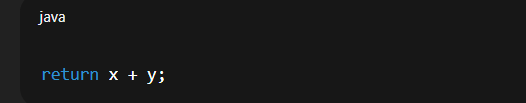 java
return x + y;